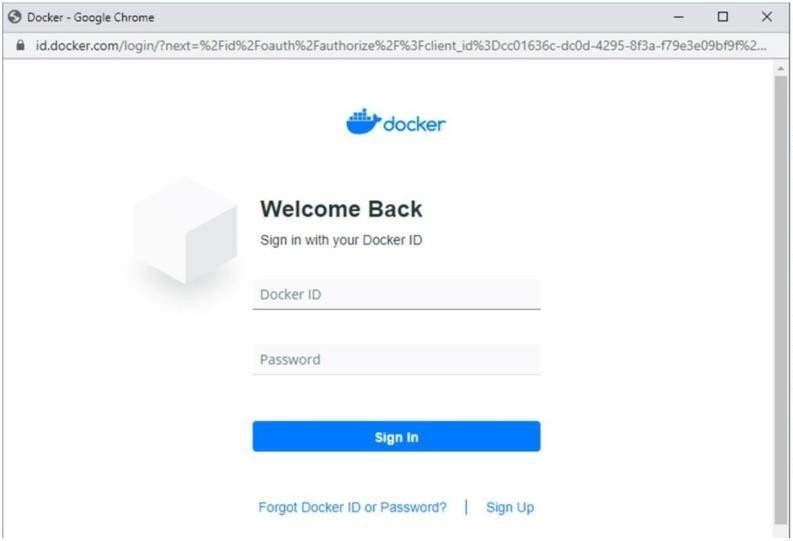 Docker - Google Chrome
id.docker.com/login/?next=%2Fid%2Foauth%2Fauthorize%2F%3Fclient_id%3Dcc01636c-dc0d-4295-8f3a-f79e3e09bf9f%2...
docker
Welcome Back
Sign in with your Docker ID
Docker ID
Password
Sign In
Forgot Docker ID or Password? | Sign Up